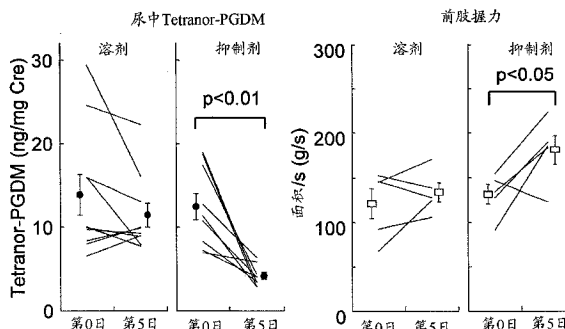 尿中Tetranor-PGDM
溶剂
抑制剂
Tetranor-PGDM (ng/mg Cre)
30
20
10
0
p<0.01
第0日
第5日
第0日
第5日
前肢握力
溶剂
抑制剂
面积/s (g/s)
300
200
100
0
p<0.05
第0日
第5日
第0日
第5日